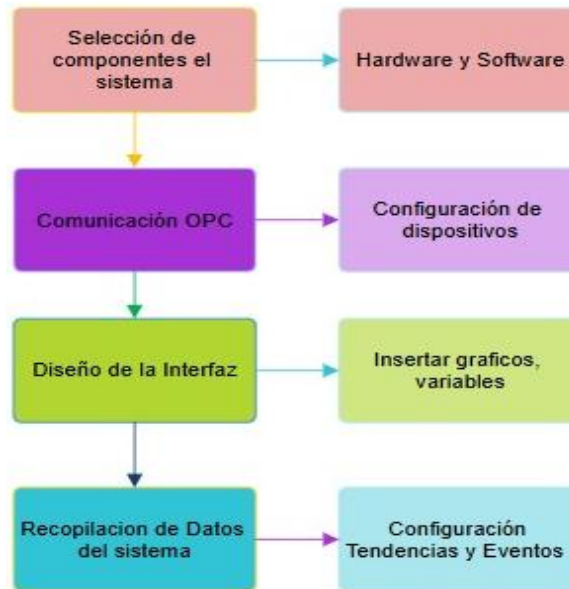 Selección de
componentes el
sistema
Hardware y Software
Comunicación OPC
Configuración de
dispositivos
Diseño de la Interfaz
Insertar graficos,
variables
Recopilacion de Datos
del sistema
Configuración
Tendencias y Eventos